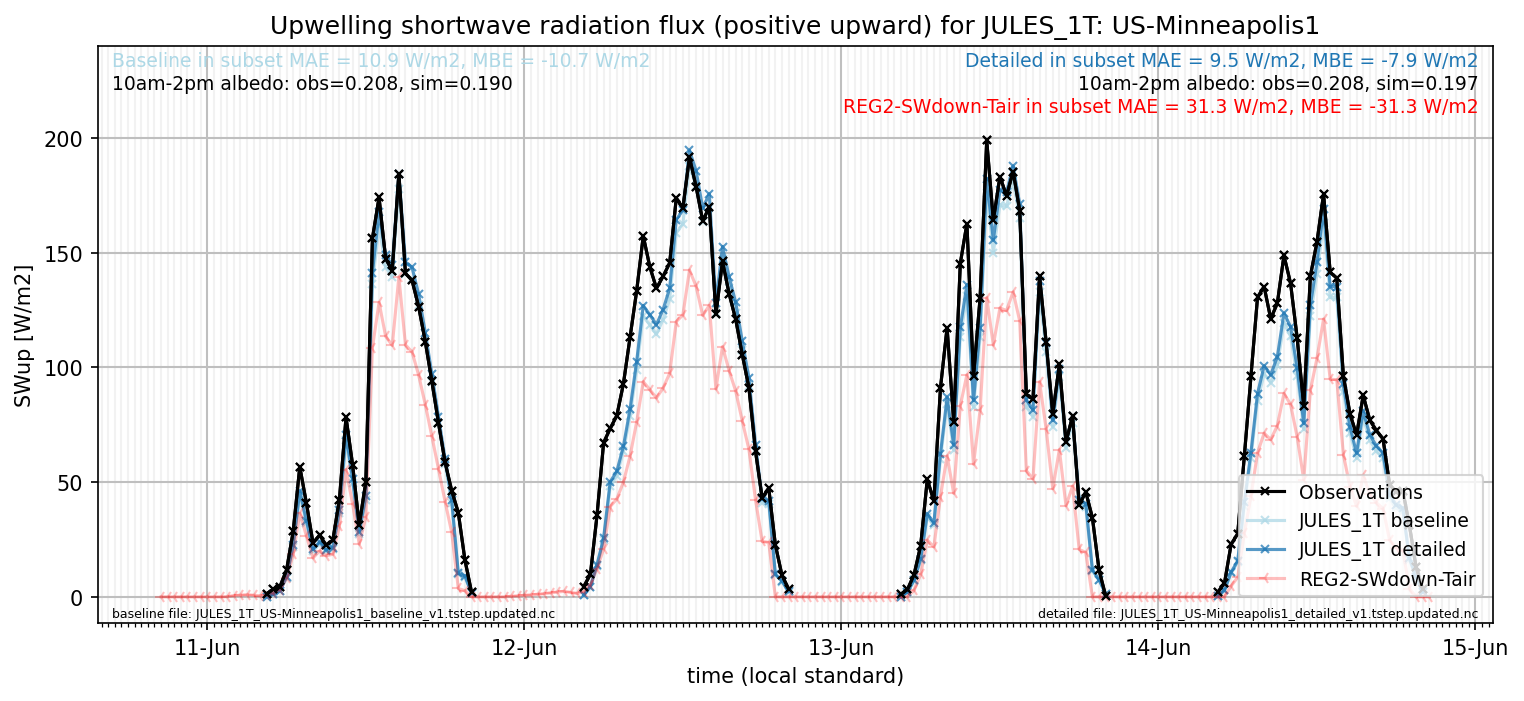 Upwelling shortwave radiation flux (positive upward) for JULES_1T: US-Minneapolis1
Baseline in subset MAE = 10.9 W/m2, MBE = -10.7 W/m2
10am-2pm albedo: obs=0.208, sim=0.190
Detailed in subset MAE = 9.5 W/m2, MBE = -7.9 W/m2
10am-2pm albedo: obs=0.208, sim=0.197
REG2-SWdown-Tair in subset MAE = 31.3 W/m2, MBE = -31.3 W/m2
SWup [W/m2]
200
150
100
50
0
Observations
JULES_1T baseline
JULES_1T detailed
REG2-SWdown-Tair
baseline file: JULES_1T_US-Minneapolis1_baseline_v1.tstep.updated.nc
detailed file: JULES_1T_US-Minneapolis1_detailed_v1.tstep.updated.nc
11-Jun
12-Jun
13-Jun
14-Jun
15-Jun
time (local standard)